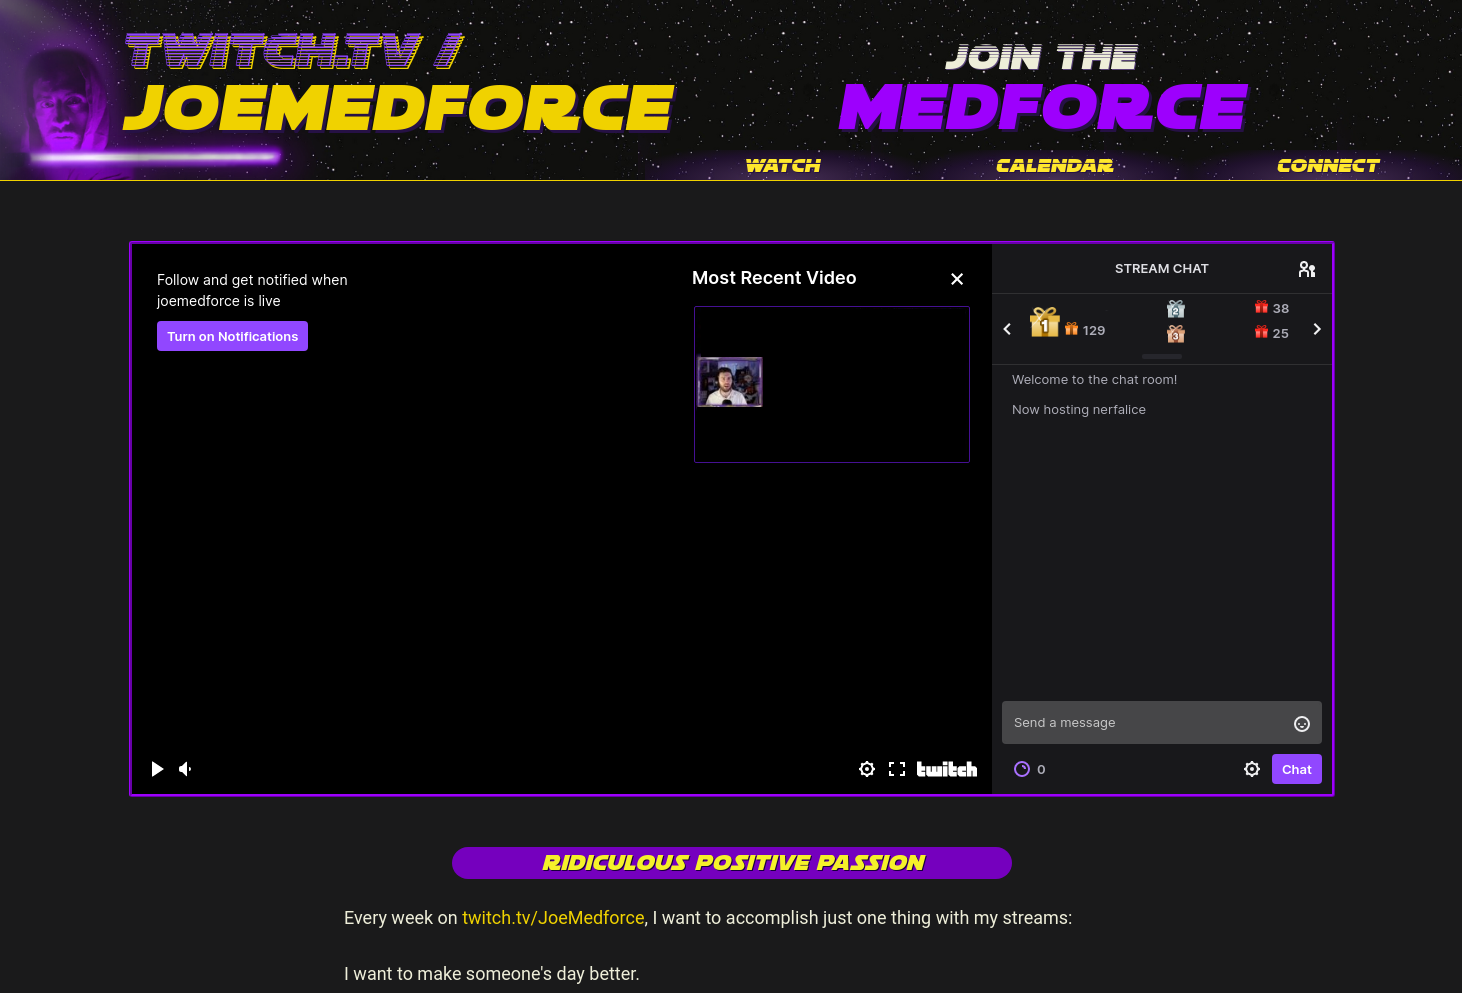 TWITCH.TV /
JOEMEDFORCE
JOIN THE
MEDFORCE
WATCH
CALENDAR
CONNECT
Follow and get notified when
joemedforce is live
Turn on Notifications
Most Recent Video
STREAM CHAT
1
129
2
38
3
25
Welcome to the chat room!
Now hosting nerfalice
Send a message
twitch
0
Chat
RIDICULOUS POSITIVE PASSION
Every week on twitch.tv/JoeMedforce, I want to accomplish just one thing with my streams:
I want to make someone's day better.